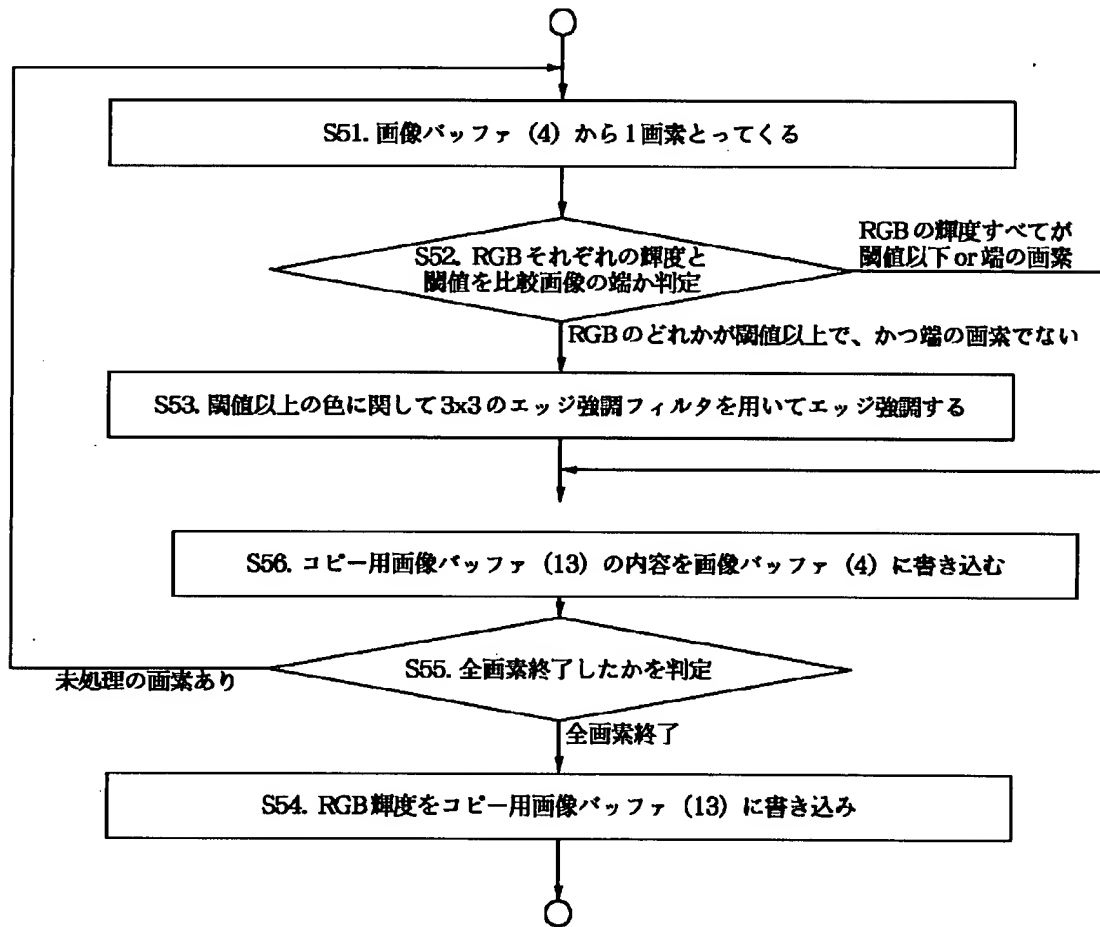 S51. 画像バッファ (4) から1画素とってくる
RGBの輝度すべてが
閾値以下or端の画素
S52. RGBそれぞれの輝度と
閾値を比較画像の端か判定
RGBのどれかが閾値以上で、かつ端の画素でない
S53. 閾値以上の色に関して3x3のエッジ強調フィルタを用いてエッジ強調する
S56. コピー用画像バッファ (13) の内容を画像バッファ (4) に書き込む
S55. 全画素終了したかを判定
未処理の画素あり
全画素終了
S54. RGB輝度をコピー用画像バッファ (13) に書き込み